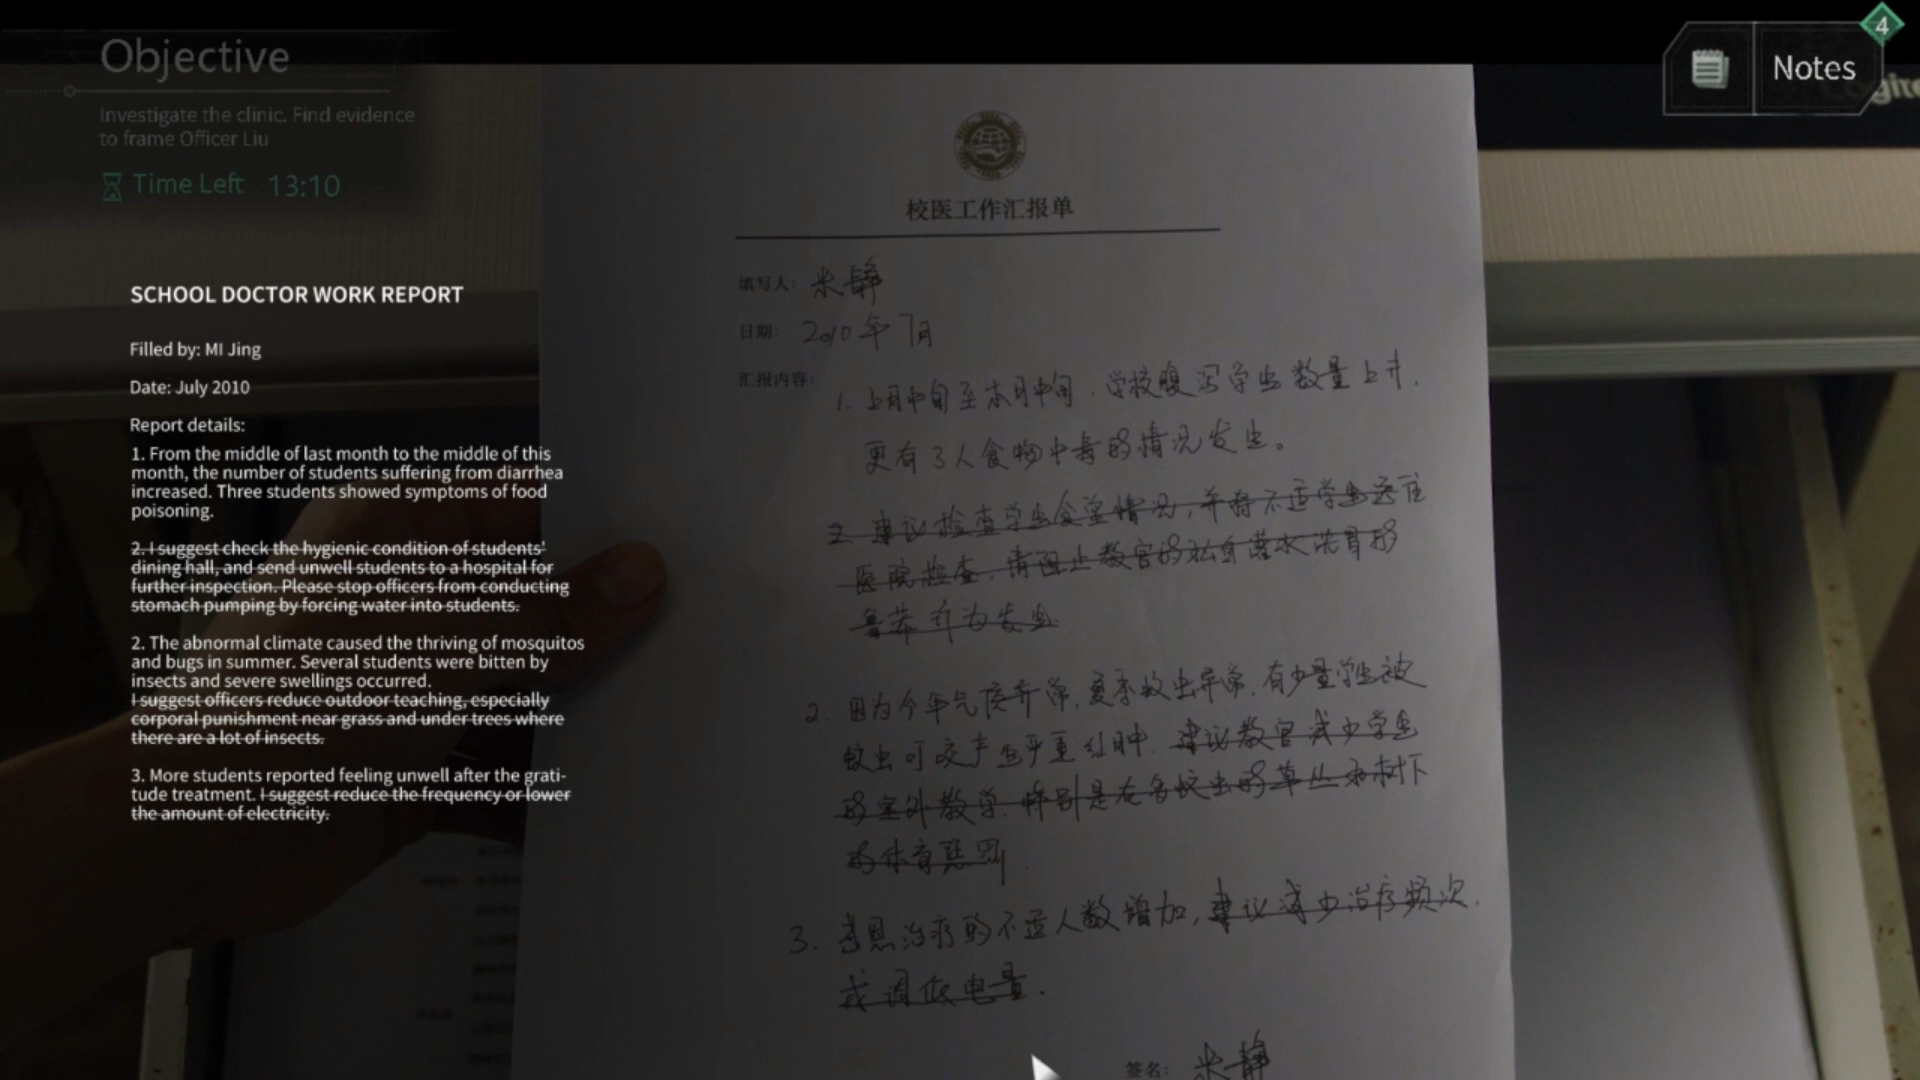 Objective
Investigate the clinic. Find evidence
to frame Officer Liu
Time Left 13:10
4
Notes
SCHOOL DOCTOR WORK REPORT
Filled by: MI Jing
Date: July 2010
Report details:
1. From the middle of last month to the middle of this
month, the number of students suffering from diarrhea
increased. Three students showed symptoms of food
poisoning.
2. I suggest check the hygienic condition of students'
dining hall, and send unwell students to a hospital for
further inspection. Please stop officers from conducting
stomach pumping by forcing water into students.
2. The abnormal climate caused the thriving of mosquitos
and bugs in summer. Several students were bitten by
insects and severe swellings occurred.
I suggest officers reduce outdoor teaching, especially
corporal punishment near grass and under trees where
there are a lot of insects.
3. More students reported feeling unwell after the grati-
tude treatment. I suggest reduce the frequency or lower
the amount of electricity.
校医工作汇报单
填写人: 米静
日期: 2010年7月
汇报内容:
1. 上月中旬至本月中旬,学校腹泻学生数量上升,
更有3人食物中毒的情况发生。
2. 建议检查学生食堂情况,并将不适学生送往
医院检查,请阻止教官的私自灌水洗胃的
鲁莽行为发生.
2. 因为今年气候异常,夏季蚊虫异常,有少量学生被
蚊虫叮咬产生严重红肿.建议教官减少学生
的室外教学.特别是在多蚊虫的草丛和树下
的体育惩罚.
3. 感恩治疗的不适人数增加,建议减少治疗频次.
或调低电量.
签名: 米静